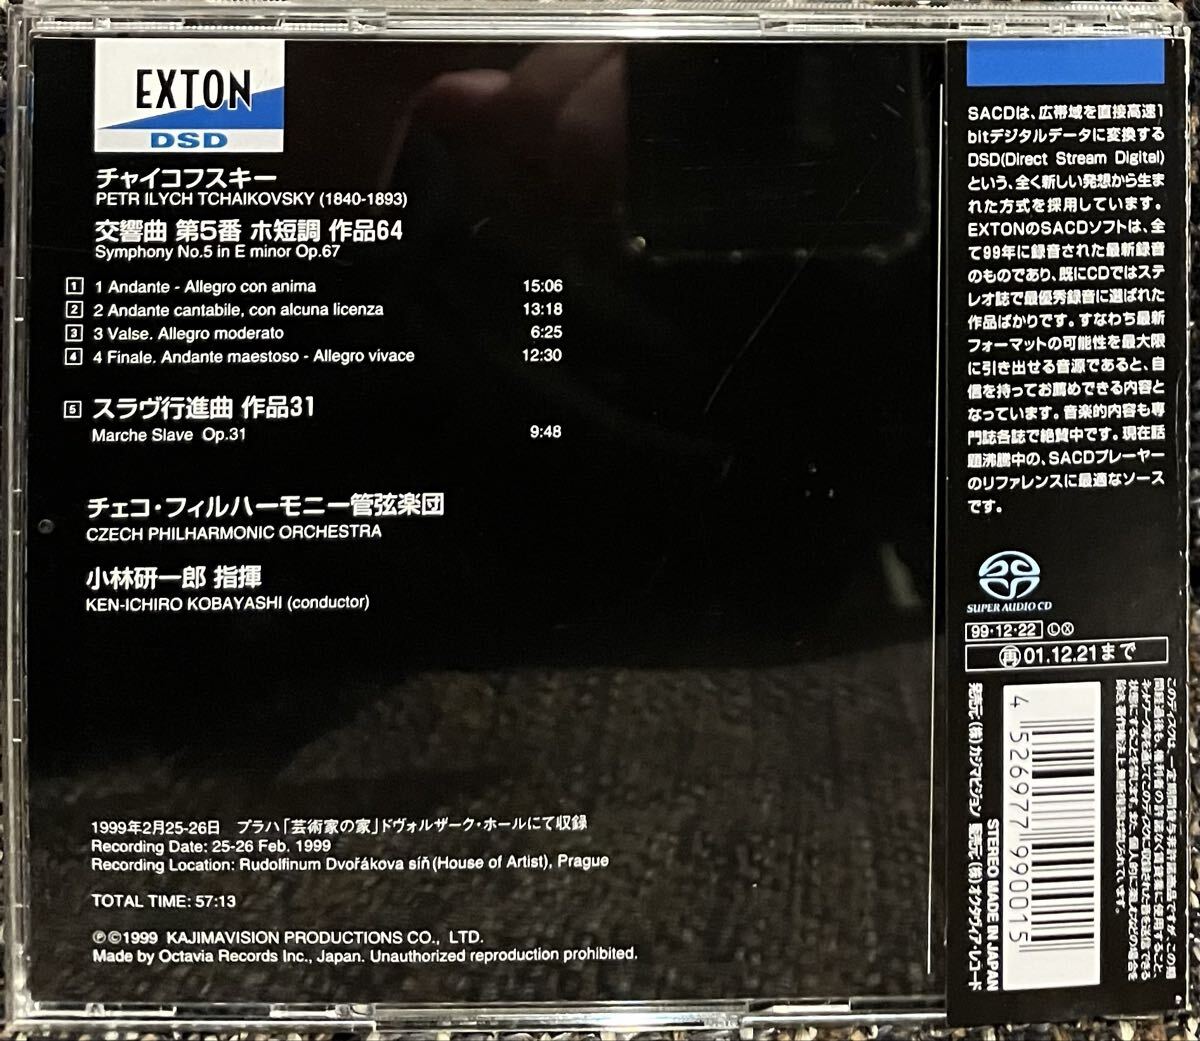 EXTON
DSD
チャイコフスキー
PETR ILYCH TCHAIKOVSKY (1840-1893)
交響曲 第5番 ホ短調 作品64
Symphony No.5 in E minor Op.67
1 1 Andante - Allegro con anima 15:06
2 2 Andante cantabile, con alcuna licenza 13:18
3 3 Valse. Allegro moderato 6:25
4 4 Finale. Andante maestoso - Allegro vivace 12:30
5 スラヴ行進曲 作品31
Marche Slave Op.31 9:48
チェコ・フィルハーモニー管弦楽団
CZECH PHILHARMONIC ORCHESTRA
小林研一郎 指揮
KEN-ICHIRO KOBAYASHI (conductor)
1999年2月25-26日 プラハ「芸術家の家」ドヴォルザーク・ホールにて収録
Recording Date: 25-26 Feb. 1999
Recording Location: Rudolfinum Dvořákova síň (House of Artist), Prague
TOTAL TIME: 57:13
℗©1999 KAJIMAVISION PRODUCTIONS CO., LTD.
Made by Octavia Records Inc., Japan. Unauthorized reproduction prohibited.
SACDは、広帯域を直接高速1
bitデジタルデータに変換する
DSD(Direct Stream Digital)
という、全く新しい発想から生ま
れた方式を採用しています。
EXTONのSACDソフトは、全
て99年に録音された最新録音
のものであり、既にCDではステ
レオ誌で最優秀録音に選ばれた
作品ばかりです。すなわち最新
フォーマットの可能性を最大限
に引き出せる音源であると、自
信を持ってお薦めできる内容と
なっています。音楽的内容も専
門誌各誌で絶賛中です。現在話
題沸騰中の、SACDプレーヤー
のリファレンスに最適なソース
です。
SUPER AUDIO CD
99・12・22 Ⓛ Ⓧ
再 01.12.21まで
4 526977 990015
STEREO MADE IN JAPAN
発売元:(株)カジマビジョン 販売元:(株)オクタヴィア・レコード